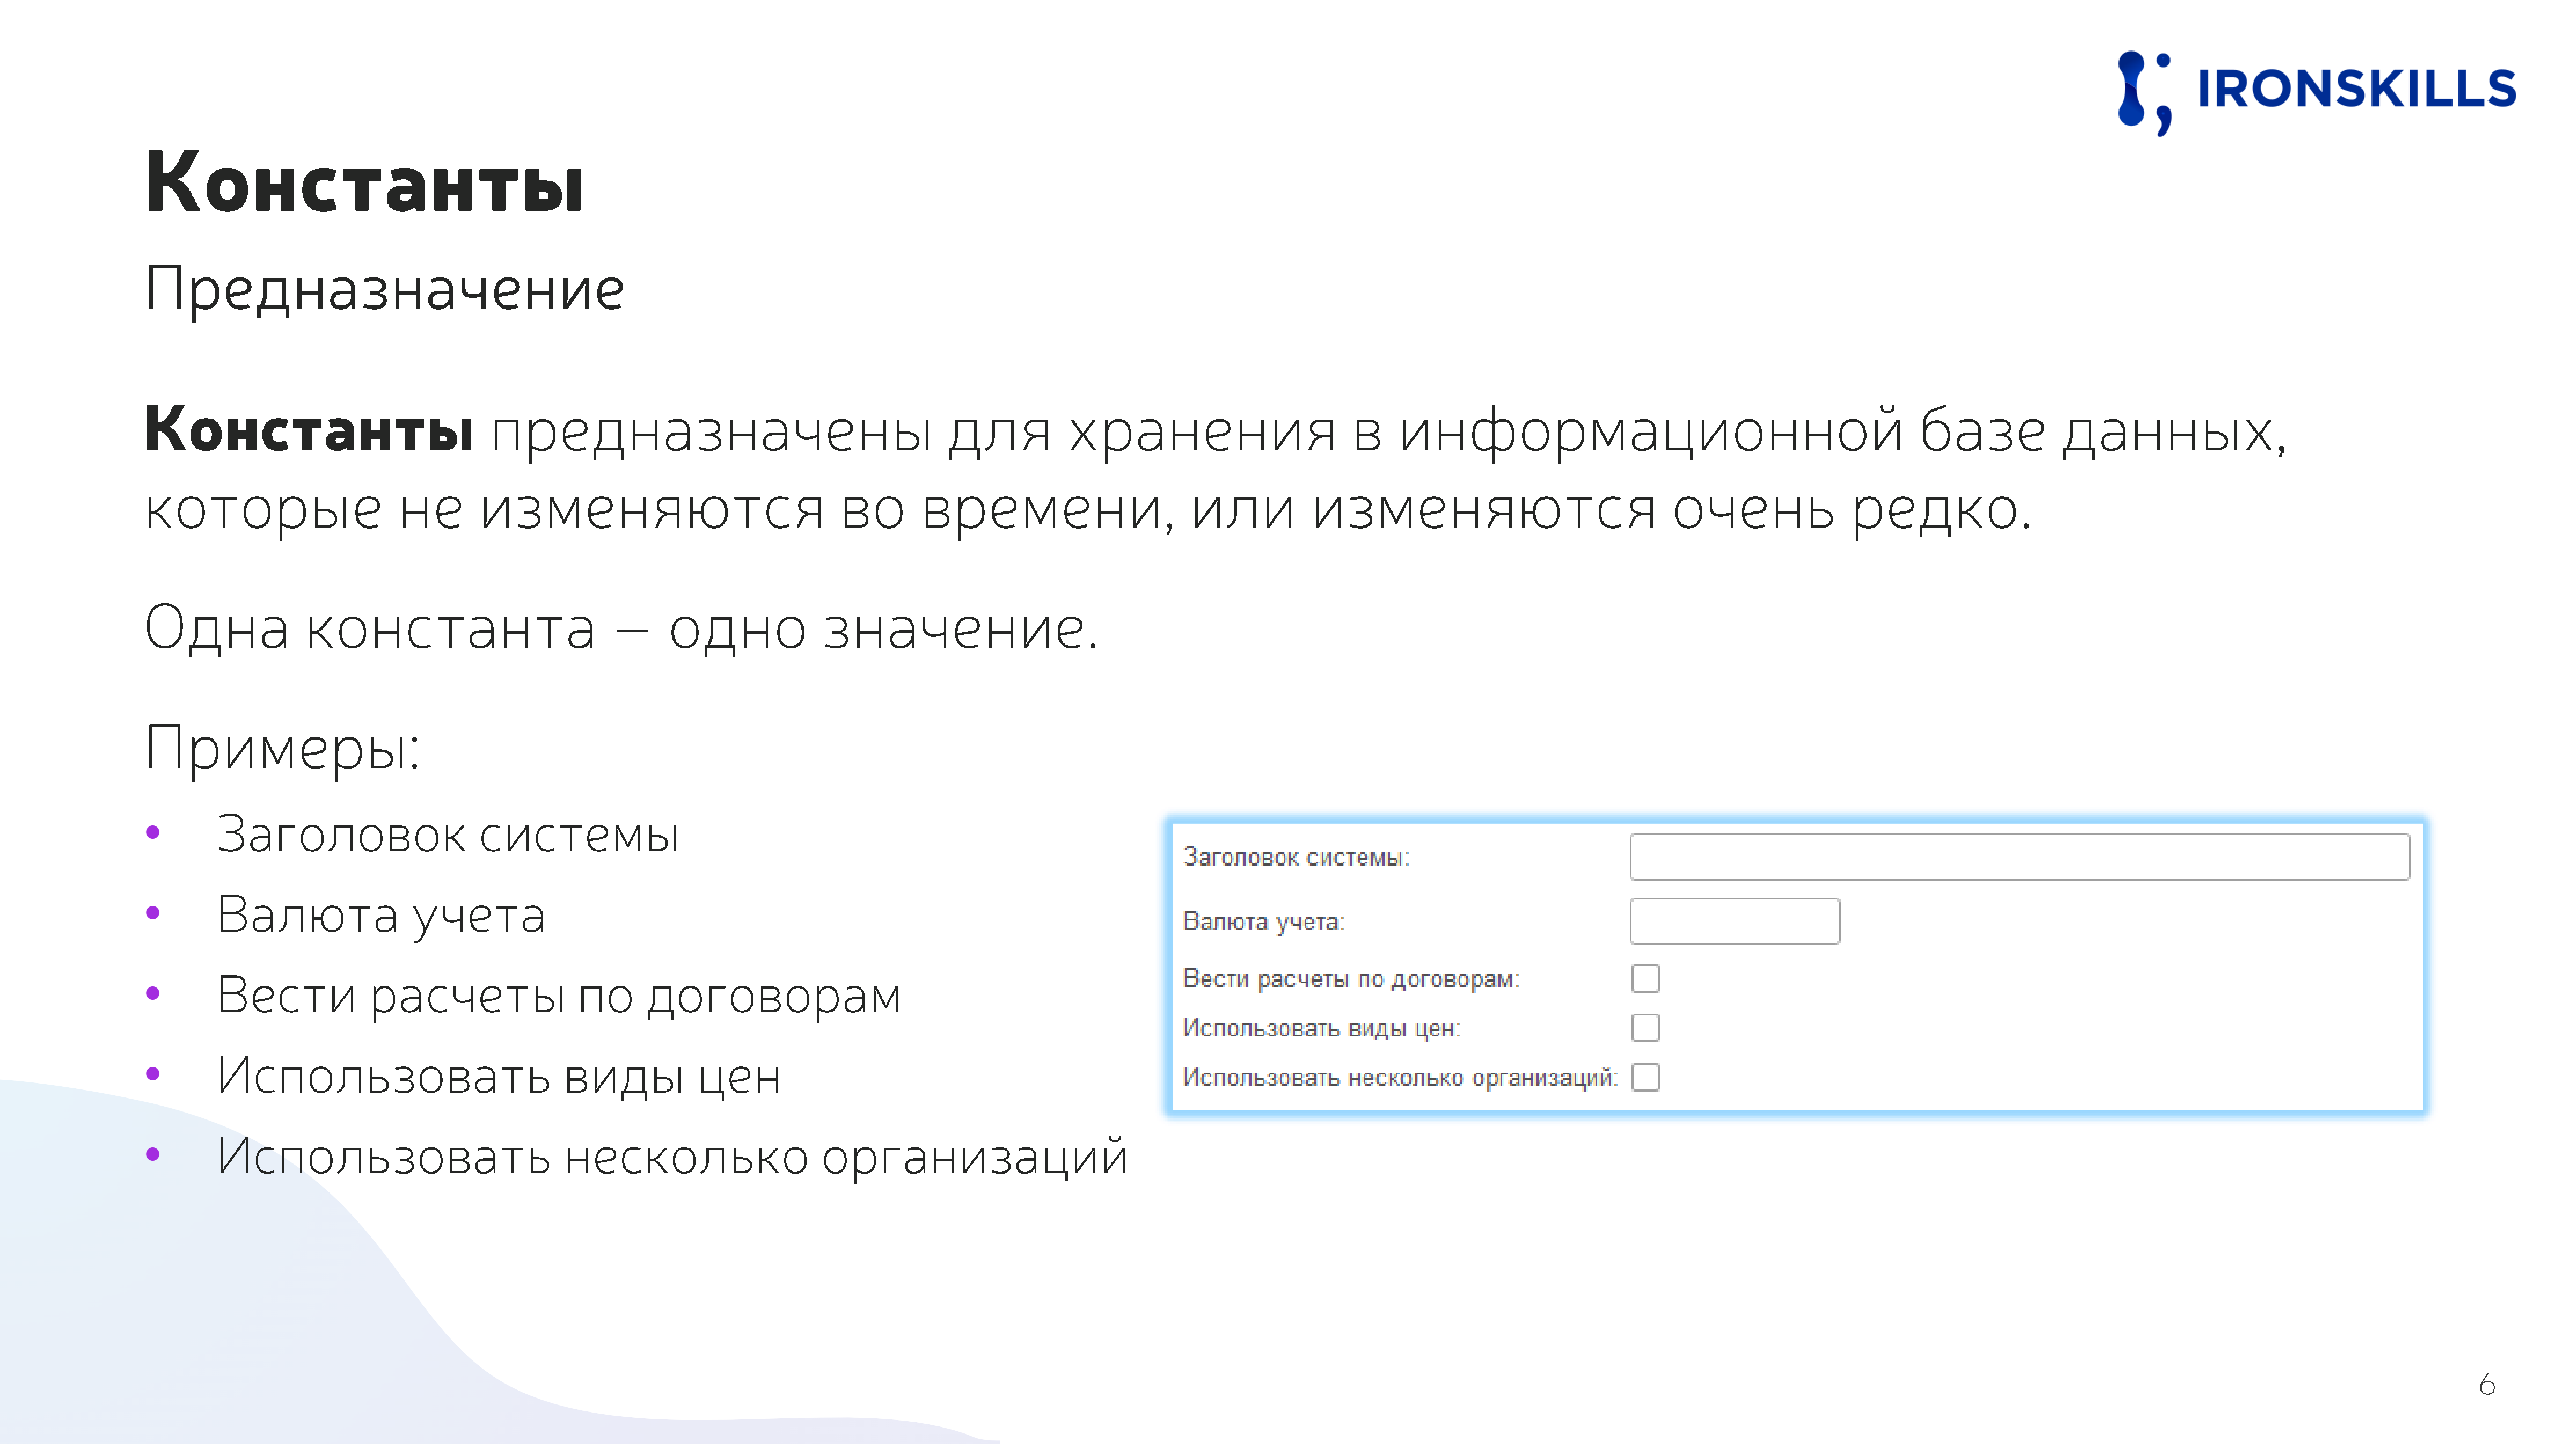 IRONSKILLS
Константы
Предназначение
Константы предназначены для хранения в информационной базе данных,
которые не изменяются во времени, или изменяются очень редко.
Одна константа – одно значение.
Примеры:
• Заголовок системы
• Валюта учета
• Вести расчеты по договорам
• Использовать виды цен
• Использовать несколько организаций
Заголовок системы:
Валюта учета:
Вести расчеты по договорам:
Использовать виды цен:
Использовать несколько организаций:
6